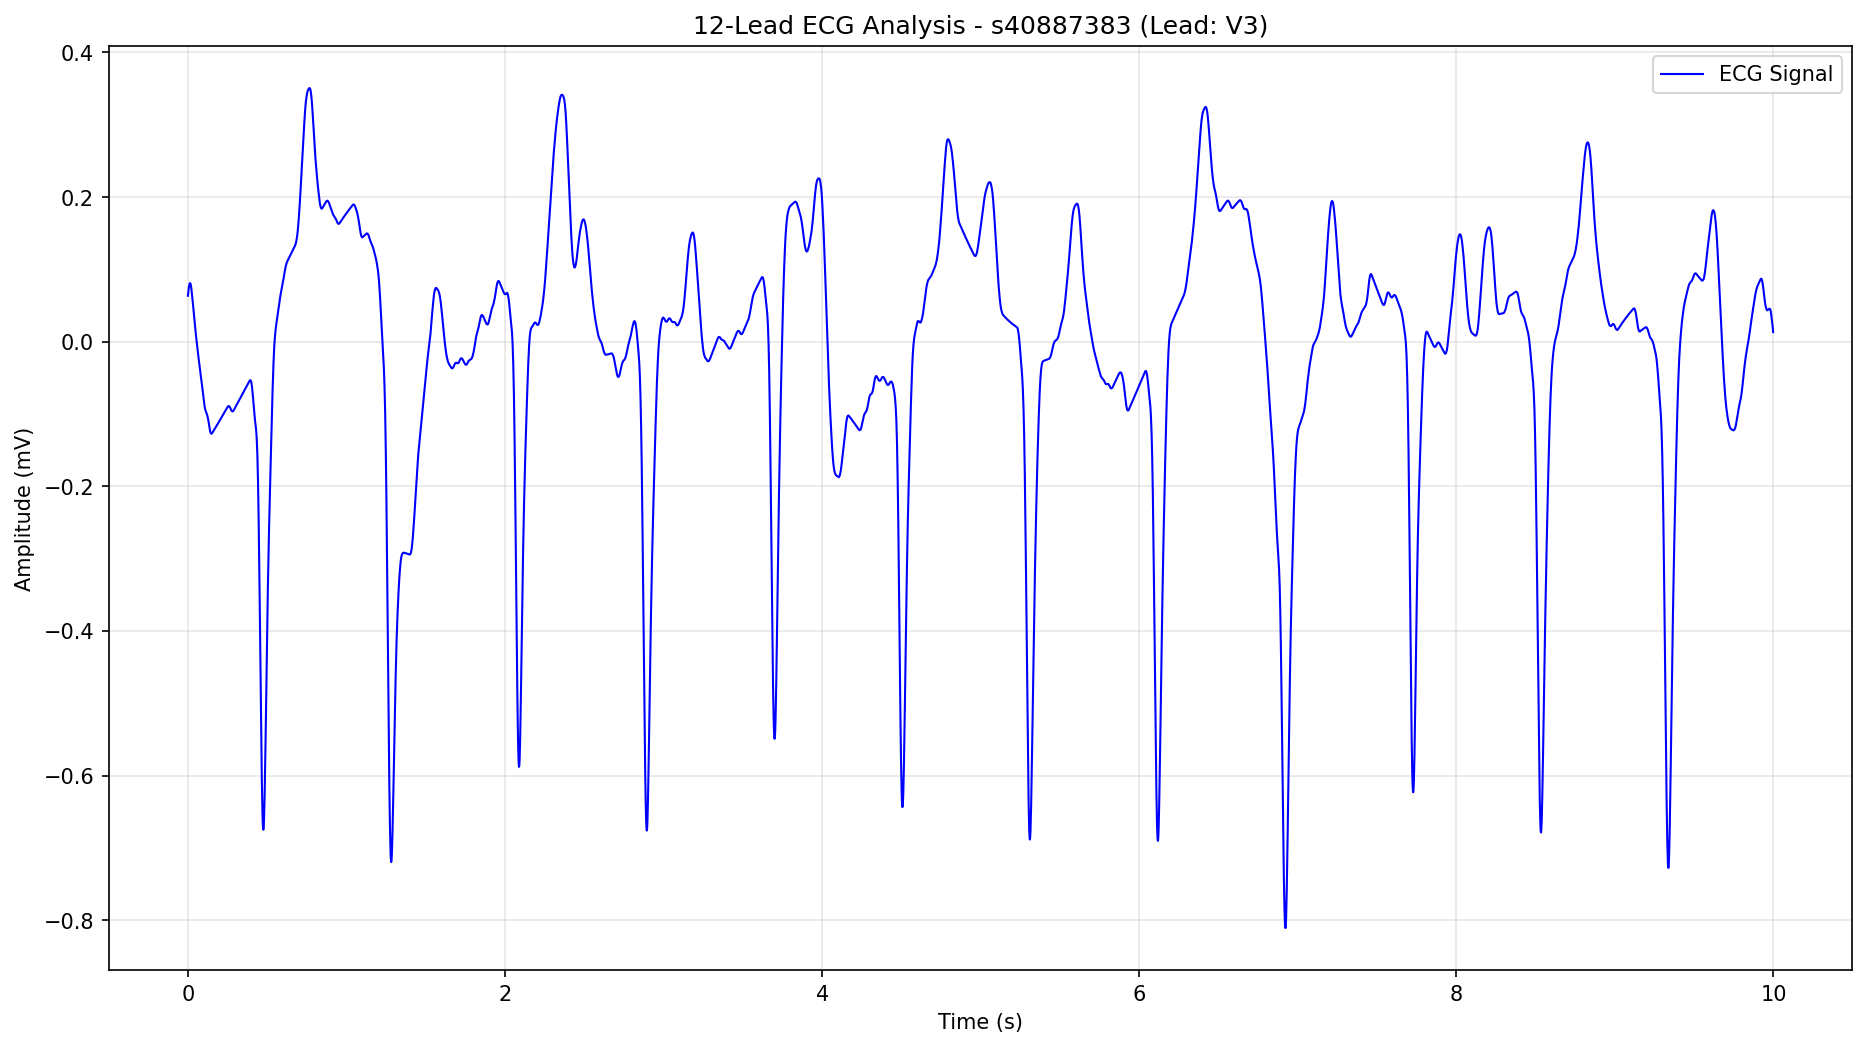 12-Lead ECG Analysis - s40887383 (Lead: V3)
ECG Signal
Amplitude (mV)
0.4
0.2
0.0
−0.2
−0.4
−0.6
−0.8
0 2 4 6 8 10
Time (s)